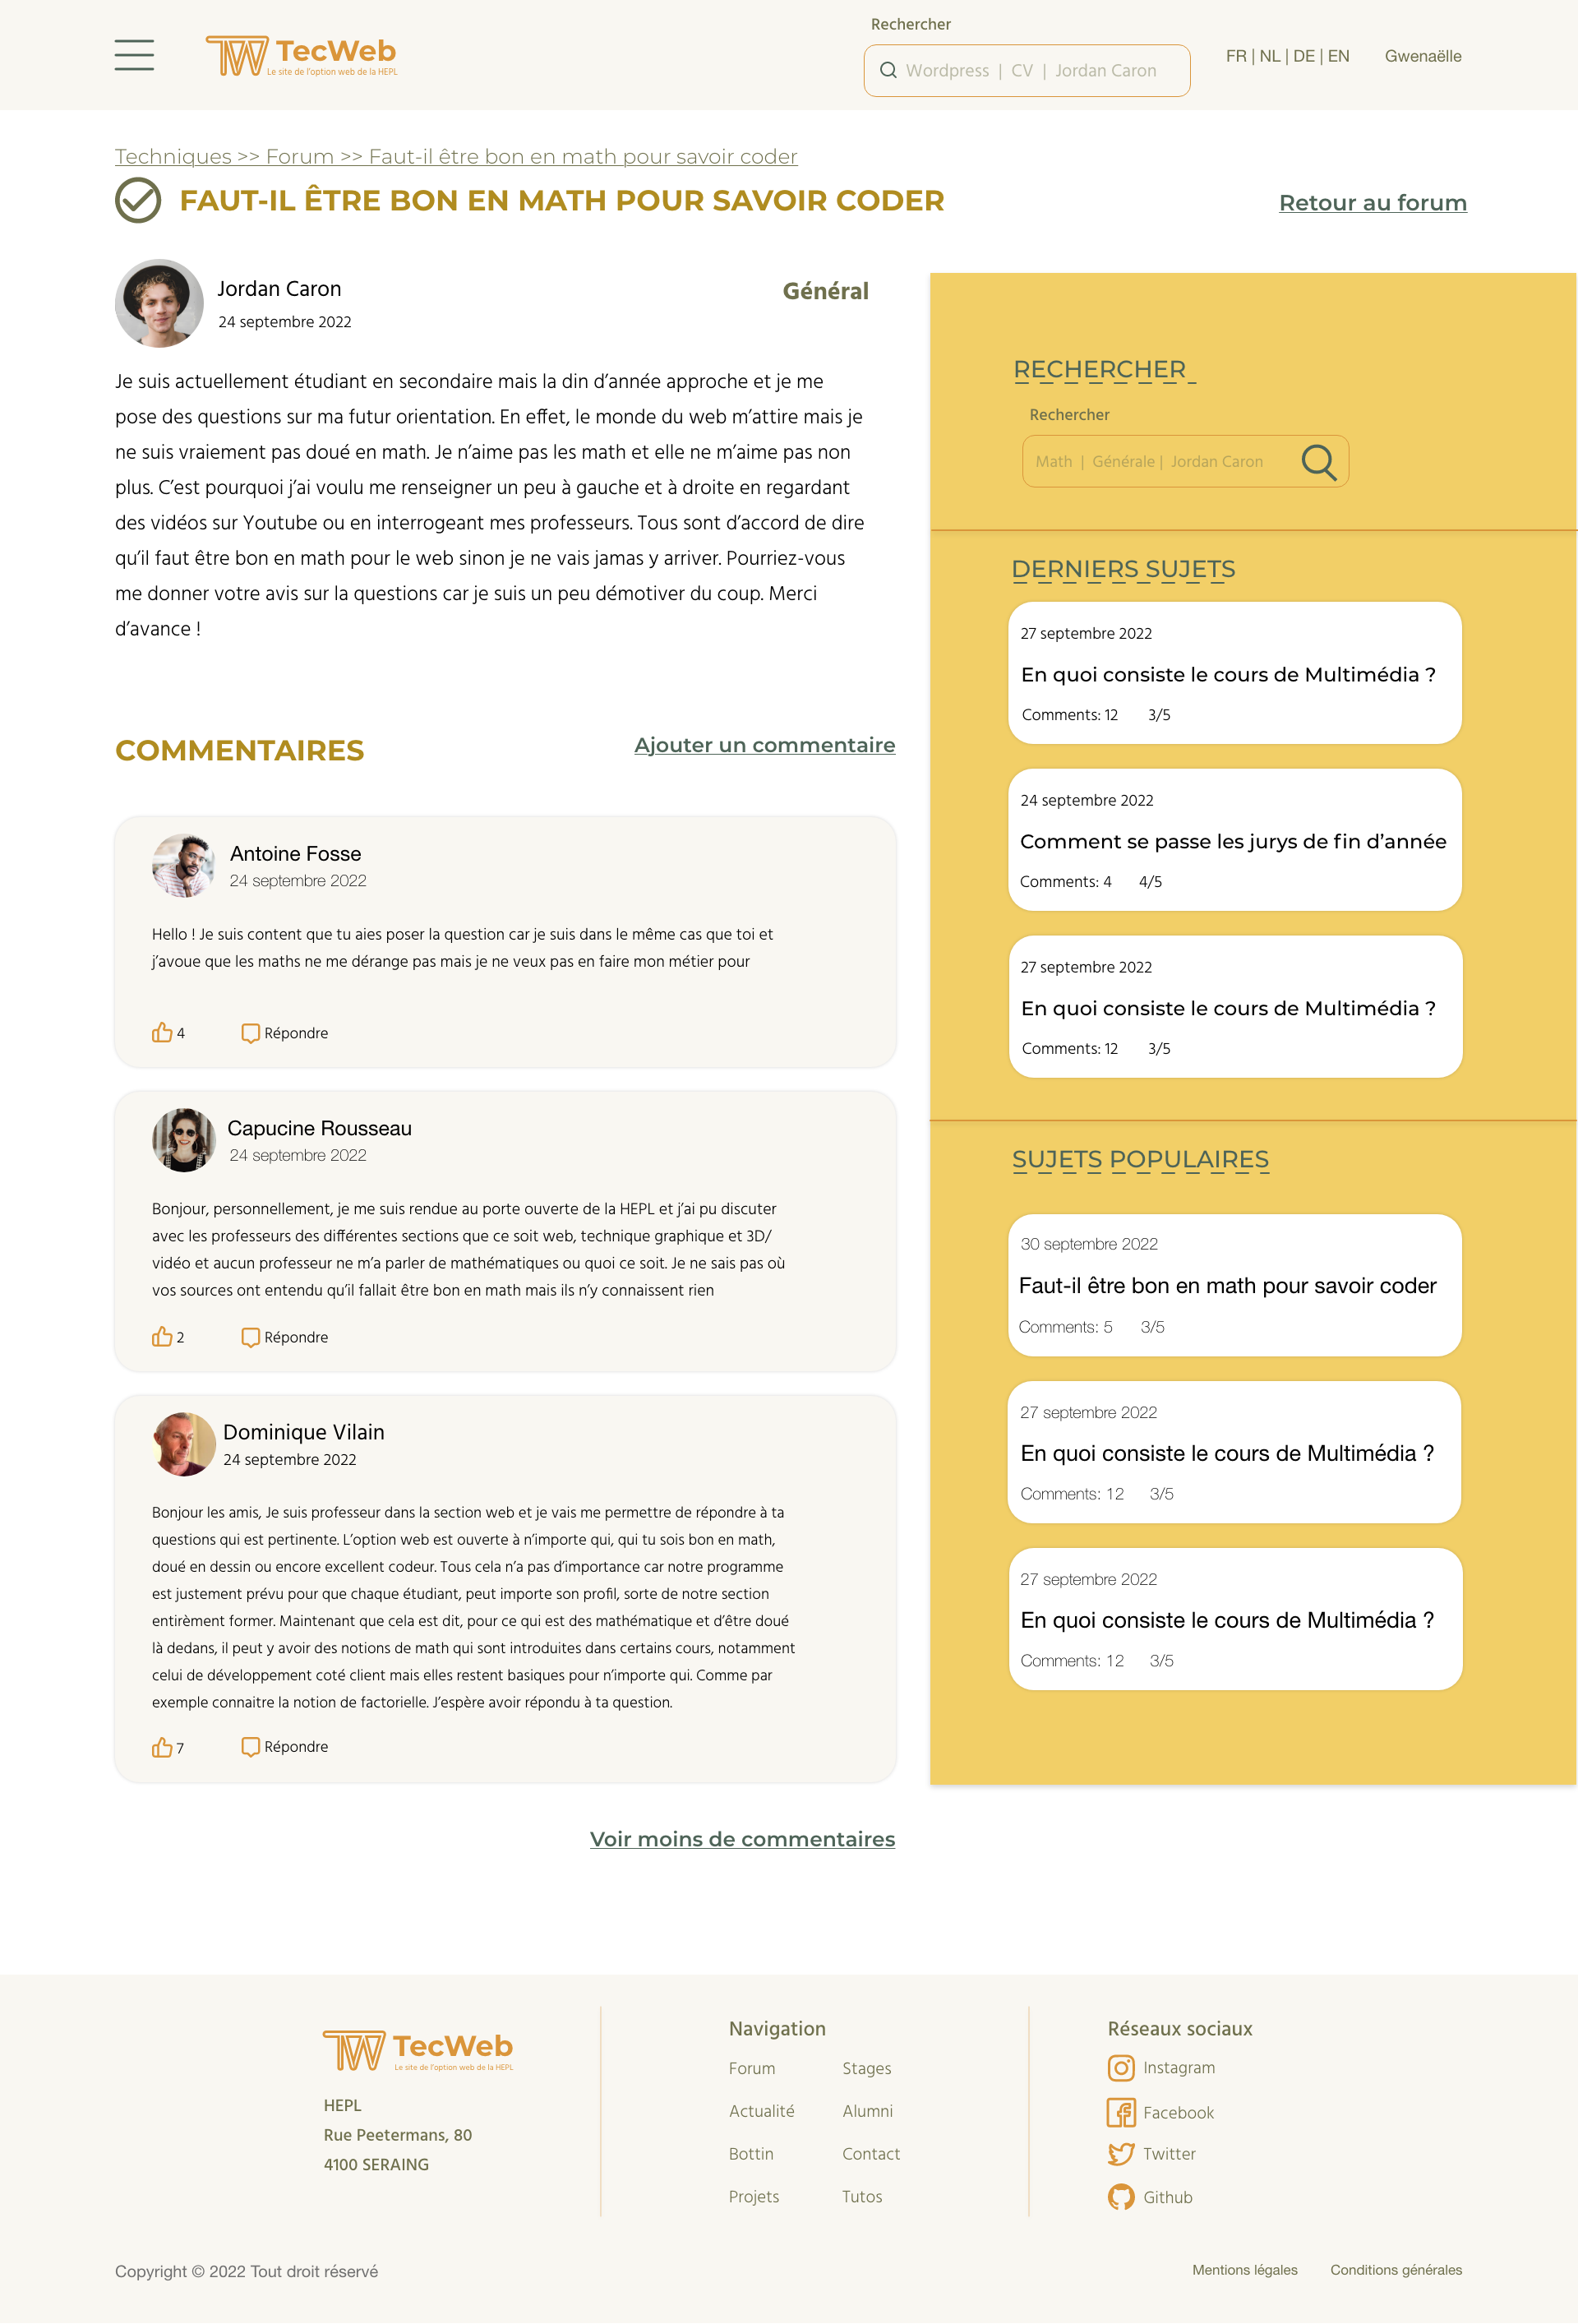 Rechercher
TecWeb
Le site de l'option web de la HEPL
Wordpress | CV | Jordan Caron
FR | NL | DE | EN
Gwenaëlle
Techniques >> Forum >> Faut-il être bon en math pour savoir coder
FAUT-IL ÊTRE BON EN MATH POUR SAVOIR CODER
Retour au forum
Jordan Caron
24 septembre 2022
Général
Je suis actuellement étudiant en secondaire mais la din d’année approche et je me
pose des questions sur ma futur orientation. En effet, le monde du web m’attire mais je
ne suis vraiement pas doué en math. Je n’aime pas les math et elle ne m’aime pas non
plus. C’est pourquoi j’ai voulu me renseigner un peu à gauche et à droite en regardant
des vidéos sur Youtube ou en interrogeant mes professeurs. Tous sont d’accord de dire
qu’il faut être bon en math pour le web sinon je ne vais jamas y arriver. Pourriez-vous
me donner votre avis sur la questions car je suis un peu démotiver du coup. Merci
d’avance !
COMMENTAIRES
Ajouter un commentaire
Antoine Fosse
24 septembre 2022
Hello ! Je suis content que tu aies poser la question car je suis dans le même cas que toi et
j’avoue que les maths ne me dérange pas mais je ne veux pas en faire mon métier pour
4
Répondre
Capucine Rousseau
24 septembre 2022
Bonjour, personnellement, je me suis rendue au porte ouverte de la HEPL et j’ai pu discuter
avec les professeurs des différentes sections que ce soit web, technique graphique et 3D/
vidéo et aucun professeur ne m’a parler de mathématiques ou quoi ce soit. Je ne sais pas où
vos sources ont entendu qu’il fallait être bon en math mais ils n’y connaissent rien
2
Répondre
Dominique Vilain
24 septembre 2022
Bonjour les amis, Je suis professeur dans la section web et je vais me permettre de répondre à ta
questions qui est pertinente. L’option web est ouverte à n’importe qui, qui tu sois bon en math,
doué en dessin ou encore excellent codeur. Tous cela n’a pas d’importance car notre programme
est justement prévu pour que chaque étudiant, peut importe son profil, sorte de notre section
entirèment former. Maintenant que cela est dit, pour ce qui est des mathématique et d’être doué
là dedans, il peut y avoir des notions de math qui sont introduites dans certains cours, notamment
celui de développement coté client mais elles restent basiques pour n’importe qui. Comme par
exemple connaitre la notion de factorielle. J’espère avoir répondu à ta question.
7
Répondre
Voir moins de commentaires
RECHERCHER
Rechercher
Math | Générale | Jordan Caron
DERNIERS SUJETS
27 septembre 2022
En quoi consiste le cours de Multimédia ?
Comments: 12 3/5
24 septembre 2022
Comment se passe les jurys de fin d’année
Comments: 4 4/5
27 septembre 2022
En quoi consiste le cours de Multimédia ?
Comments: 12 3/5
SUJETS POPULAIRES
30 septembre 2022
Faut-il être bon en math pour savoir coder
Comments: 5 3/5
27 septembre 2022
En quoi consiste le cours de Multimédia ?
Comments: 12 3/5
27 septembre 2022
En quoi consiste le cours de Multimédia ?
Comments: 12 3/5
TecWeb
Le site de l'option web de la HEPL
HEPL
Rue Peetermans, 80
4100 SERAING
Navigation
Forum
Stages
Actualité
Alumni
Bottin
Contact
Projets
Tutos
Réseaux sociaux
Instagram
Facebook
Twitter
Github
Copyright © 2022 Tout droit réservé
Mentions légales
Conditions générales